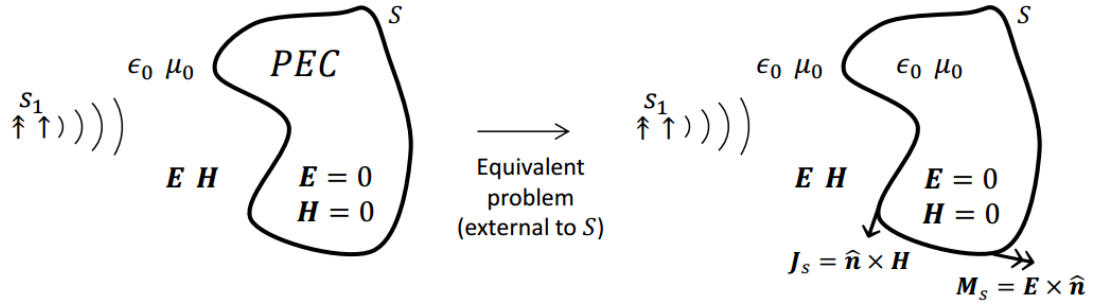 S
ϵ₀ μ₀
PEC
s₁
E H
E = 0
H = 0
Equivalent
problem
(external to S)
S
ϵ₀ μ₀
ϵ₀ μ₀
s₁
E H
E = 0
H = 0
Jₛ = n̂ × H
Mₛ = E × n̂